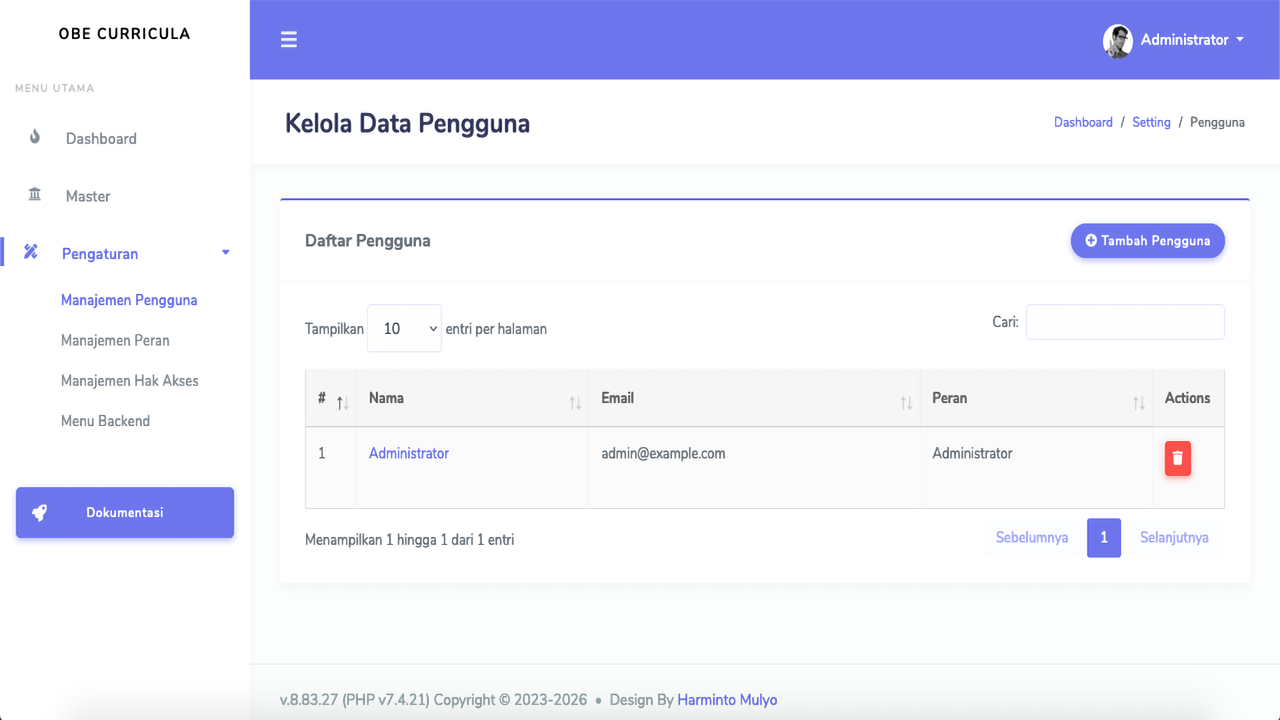 OBE CURRICULA
Administrator
MENU UTAMA
Dashboard
Master
Pengaturan
Manajemen Pengguna
Manajemen Peran
Manajemen Hak Akses
Menu Backend
Dokumentasi
Kelola Data Pengguna
Dashboard / Setting / Pengguna
Daftar Pengguna
Tambah Pengguna
Tampilkan 10 entri per halaman
Cari:
# Nama Email Peran Actions
1 Administrator admin@example.com Administrator
Menampilkan 1 hingga 1 dari 1 entri
Sebelumnya 1 Selanjutnya
v.8.83.27 (PHP v7.4.21) Copyright © 2023-2026 • Design By Harminto Mulyo